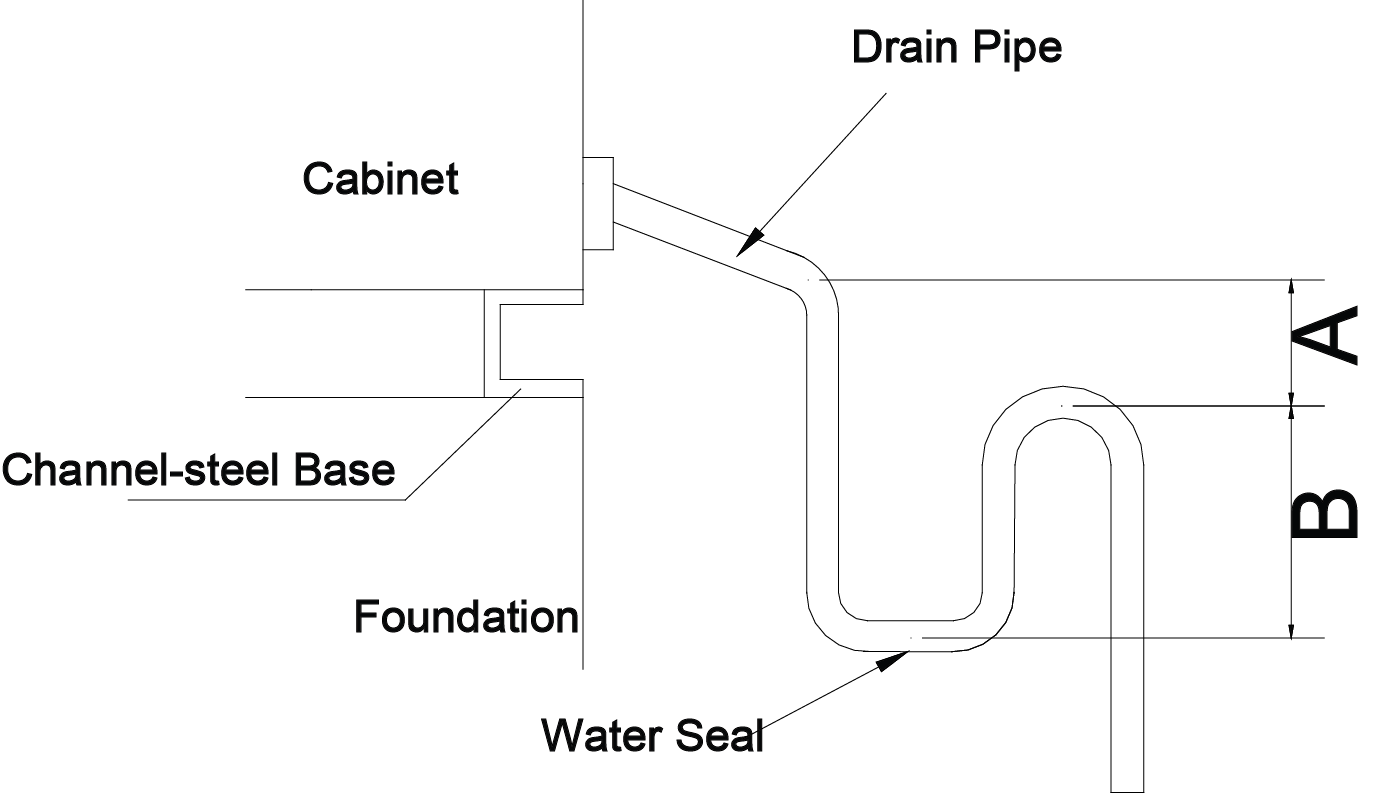 Drain Pipe
Cabinet
A
Channel-steel Base
B
Foundation
Water Seal